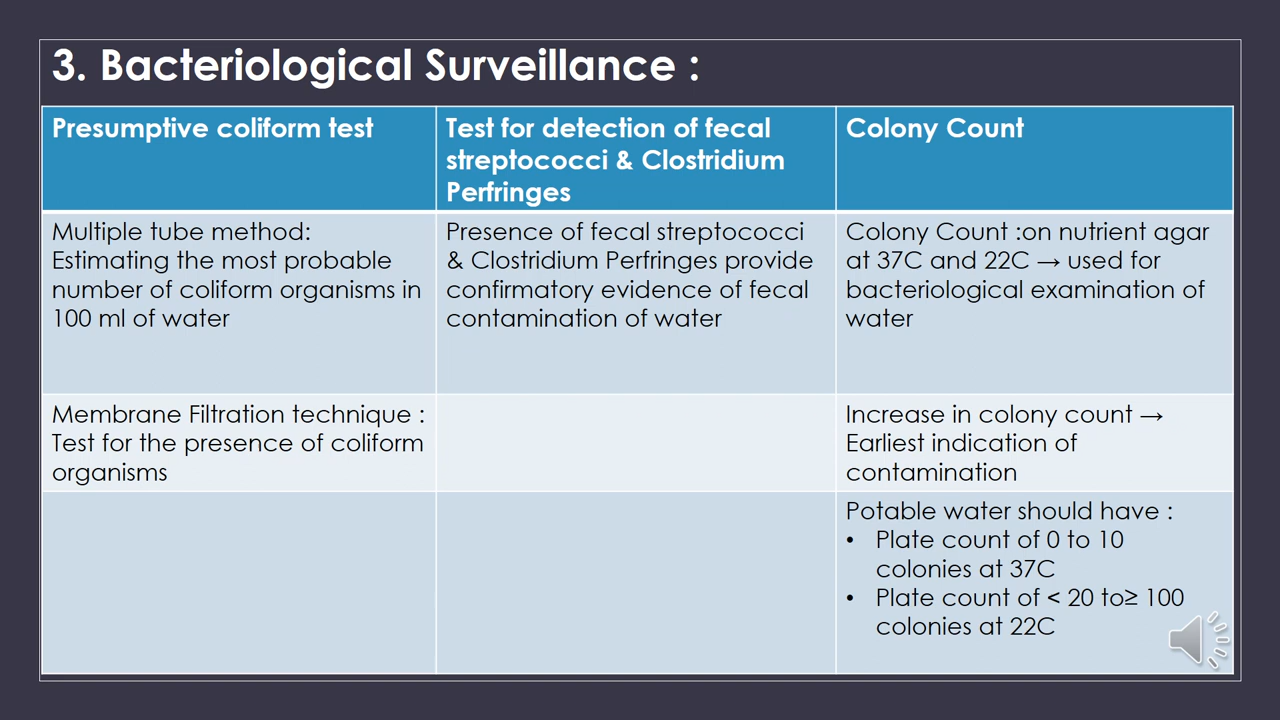 3. Bacteriological Surveillance :
Presumptive coliform test
Test for detection of fecal
streptococci & Clostridium
Perfringes
Colony Count
Multiple tube method:
Estimating the most probable
number of coliform organisms in
100 ml of water
Presence of fecal streptococci
& Clostridium Perfringes provide
confirmatory evidence of fecal
contamination of water
Colony Count :on nutrient agar
at 37C and 22C → used for
bacteriological examination of
water
Membrane Filtration technique :
Test for the presence of coliform
organisms
Increase in colony count →
Earliest indication of
contamination
Potable water should have :
• Plate count of 0 to 10
colonies at 37C
• Plate count of < 20 to≥ 100
colonies at 22C